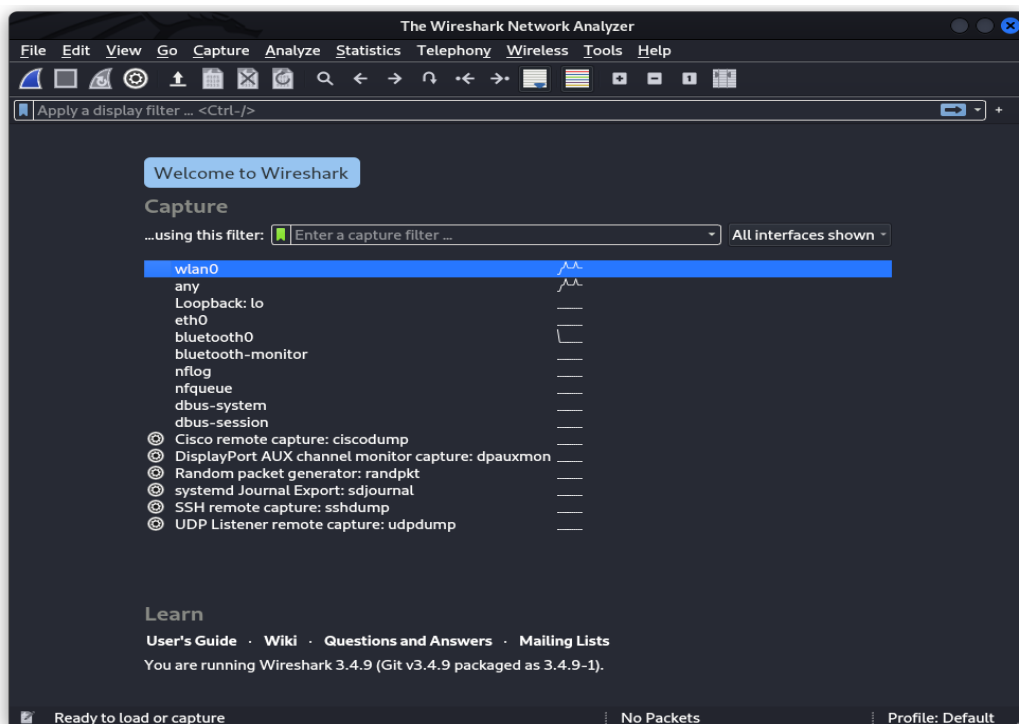 The Wireshark Network Analyzer
File Edit View Go Capture Analyze Statistics Telephony Wireless Tools Help
Apply a display filter ... <Ctrl-/>
+
Welcome to Wireshark
Capture
...using this filter: Enter a capture filter ... All interfaces shown
wlan0
any
Loopback: lo
eth0
bluetooth0
bluetooth-monitor
nflog
nfqueue
dbus-system
dbus-session
Cisco remote capture: ciscodump
DisplayPort AUX channel monitor capture: dpauxmon
Random packet generator: randpkt
systemd Journal Export: sdjournal
SSH remote capture: sshdump
UDP Listener remote capture: udpdump
Learn
User's Guide · Wiki · Questions and Answers · Mailing Lists
You are running Wireshark 3.4.9 (Git v3.4.9 packaged as 3.4.9-1).
Ready to load or capture No Packets Profile: Default